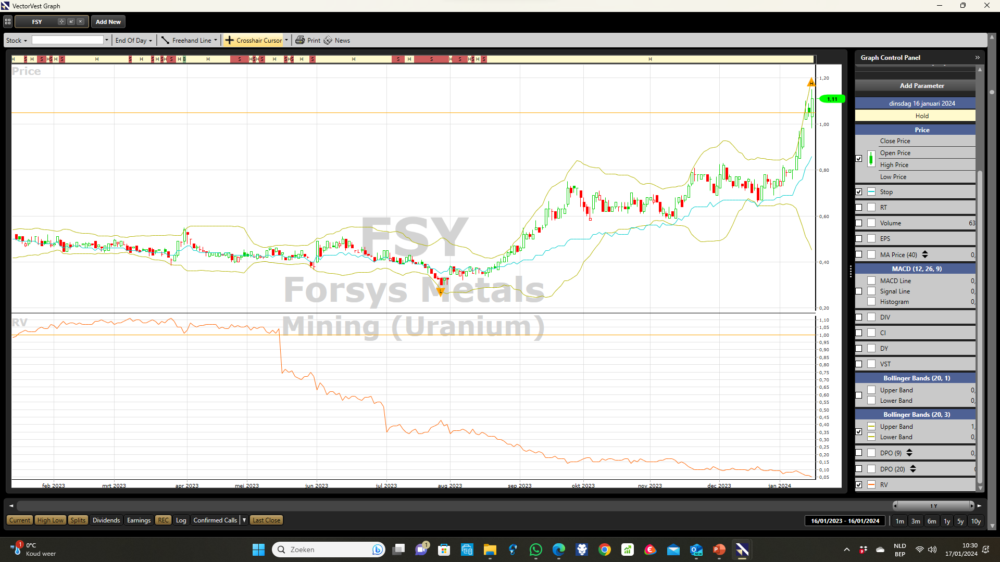 VectorVest Graph
FSY
Add New
Stock
End Of Day
Freehand Line
Crosshair Cursor
Print
News
H S H S H S H S H S H S H S H S H B H S H S H S H S H S H S H S H S H S H S H S H
Price
1,20
1,11
1,00
0,80
0,60
0,40
0,20
H
L
FSY
Forsys Metals
Mining (Uranium)
RV
1,10
1,05
1,00
0,95
0,90
0,85
0,80
0,75
0,70
0,65
0,60
0,55
0,50
0,45
0,40
0,35
0,30
0,25
0,20
0,15
0,10
0,05
feb 2023
mrt 2023
apr 2023
mei 2023
jun 2023
jul 2023
aug 2023
sep 2023
okt 2023
nov 2023
dec 2023
jan 2024
Graph Control Panel
Add Parameter
dinsdag 16 januari 2024
Hold
Price
Close Price
Open Price
High Price
Low Price
Stop
RT
Volume 63
EPS
MA Price (40) 0,
MACD (12, 26, 9)
MACD Line 0,
Signal Line 0,
Histogram 0,
DIV
CI
DY
VST
Bollinger Bands (20, 1)
Upper Band 0,
Lower Band 0,
Bollinger Bands (20, 3)
Upper Band 1,
Lower Band 0,
DPO (9) 0,
DPO (20)
RV
1 Y
Current
High Low
Splits
Dividends
Earnings
REC
Log
Confirmed Calls
Last Close
16/01/2023 - 16/01/2024
1m
3m
6m
1y
5y
10y
1
0°C
Koud weer
Zoeken
1
NEW
NLD
BEP
10:30
17/01/2024